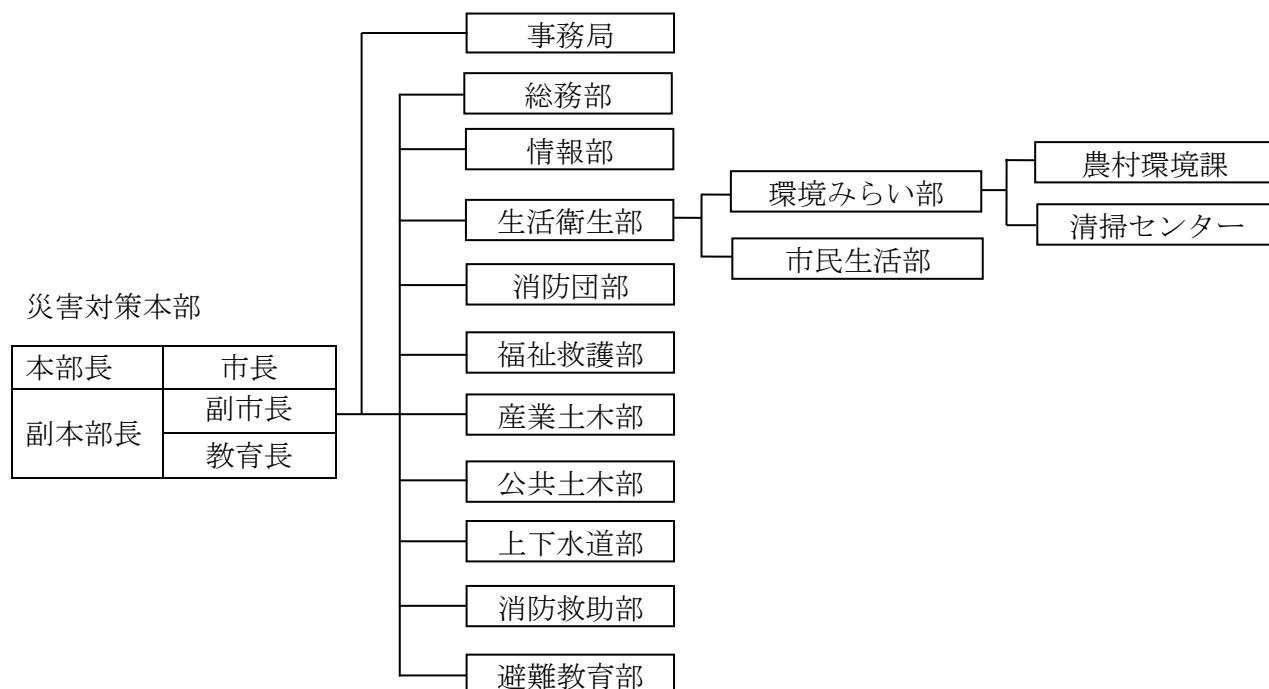 事務局
総務部
情報部
生活衛生部
環境みらい部
農村環境課
清掃センター
市民生活部
消防団部
福祉救護部
産業土木部
公共土木部
上下水道部
消防救助部
避難教育部
災害対策本部
本部長 市長
副本部長 副市長
教育長